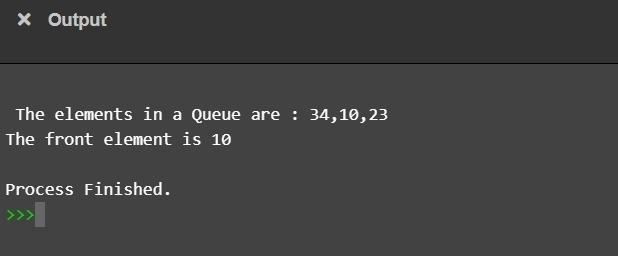 × Output
The elements in a Queue are : 34,10,23
The front element is 10
Process Finished.
>>>